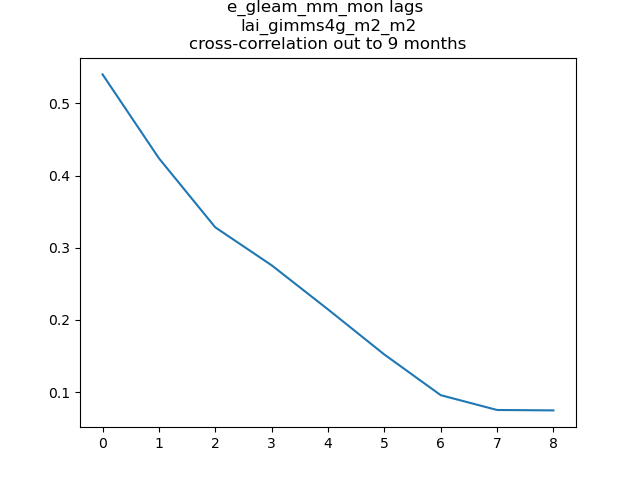 e_gleam_mm_mon lags
lai_gimms4g_m2_m2
cross-correlation out to 9 months
0.5
0.4
0.3
0.2
0.1
0 1 2 3 4 5 6 7 8